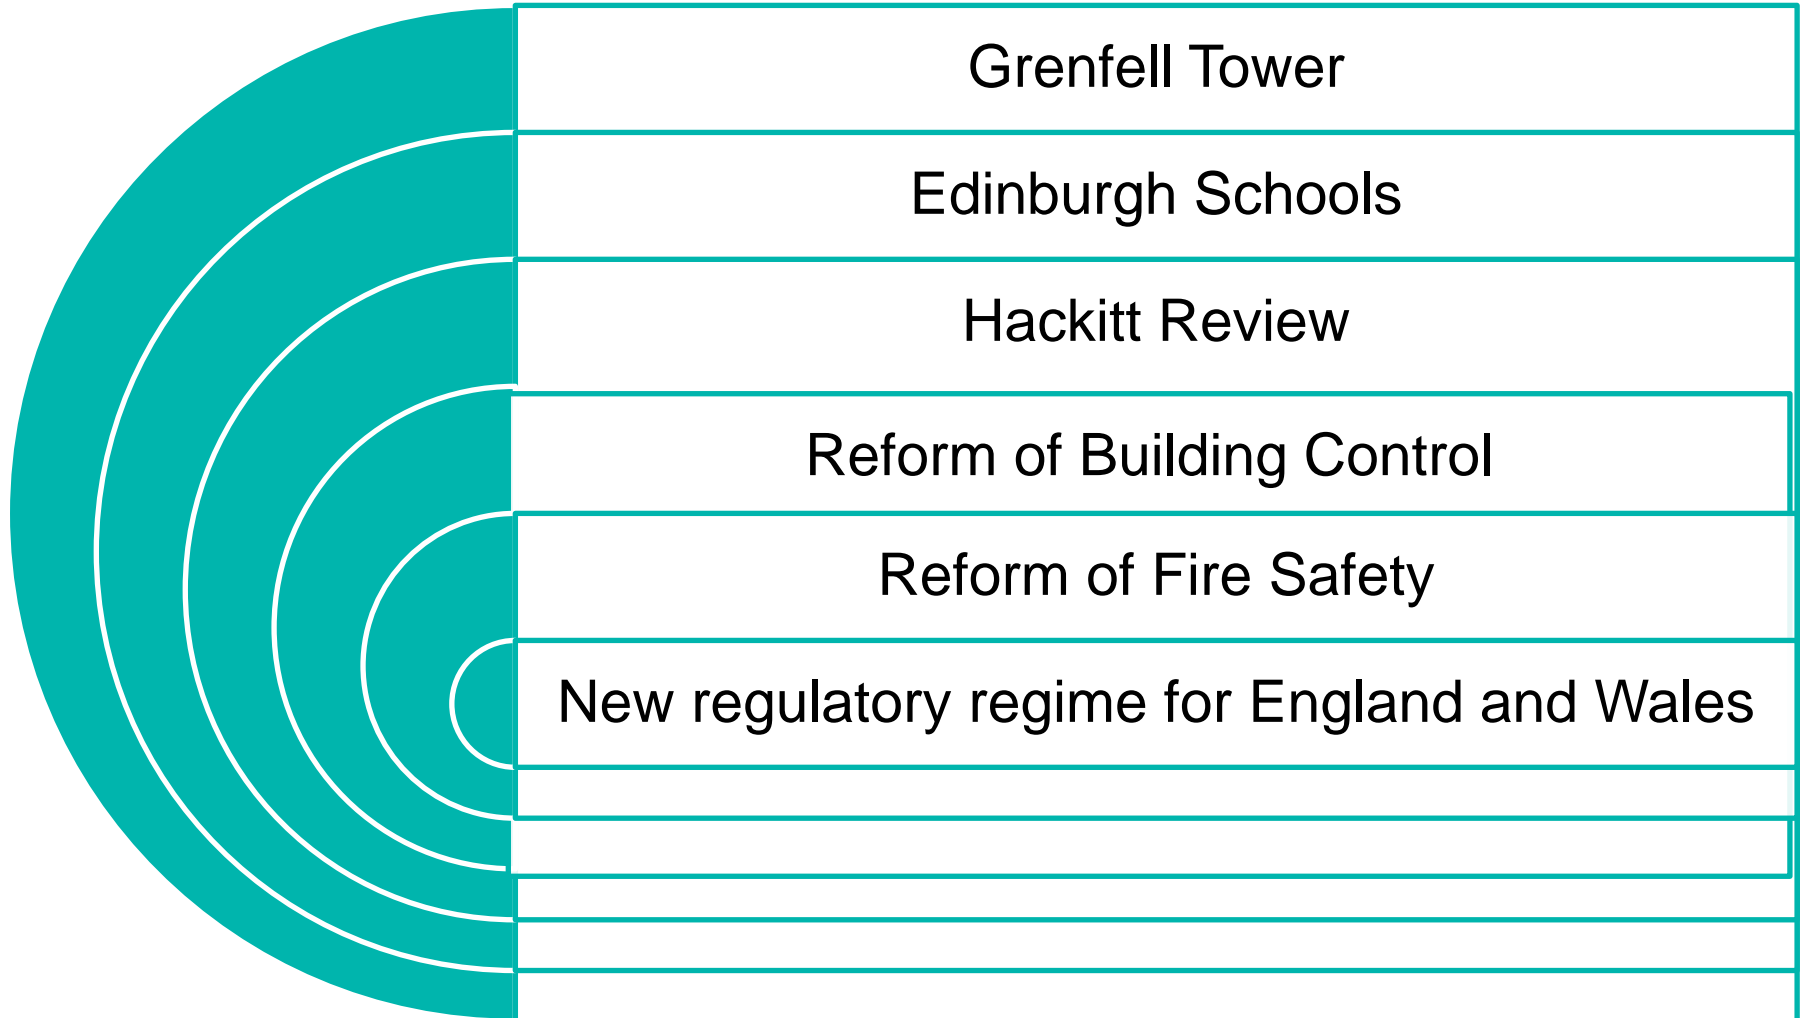 Grenfell Tower
Edinburgh Schools
Hackitt Review
Reform of Building Control
Reform of Fire Safety
New regulatory regime for England and Wales